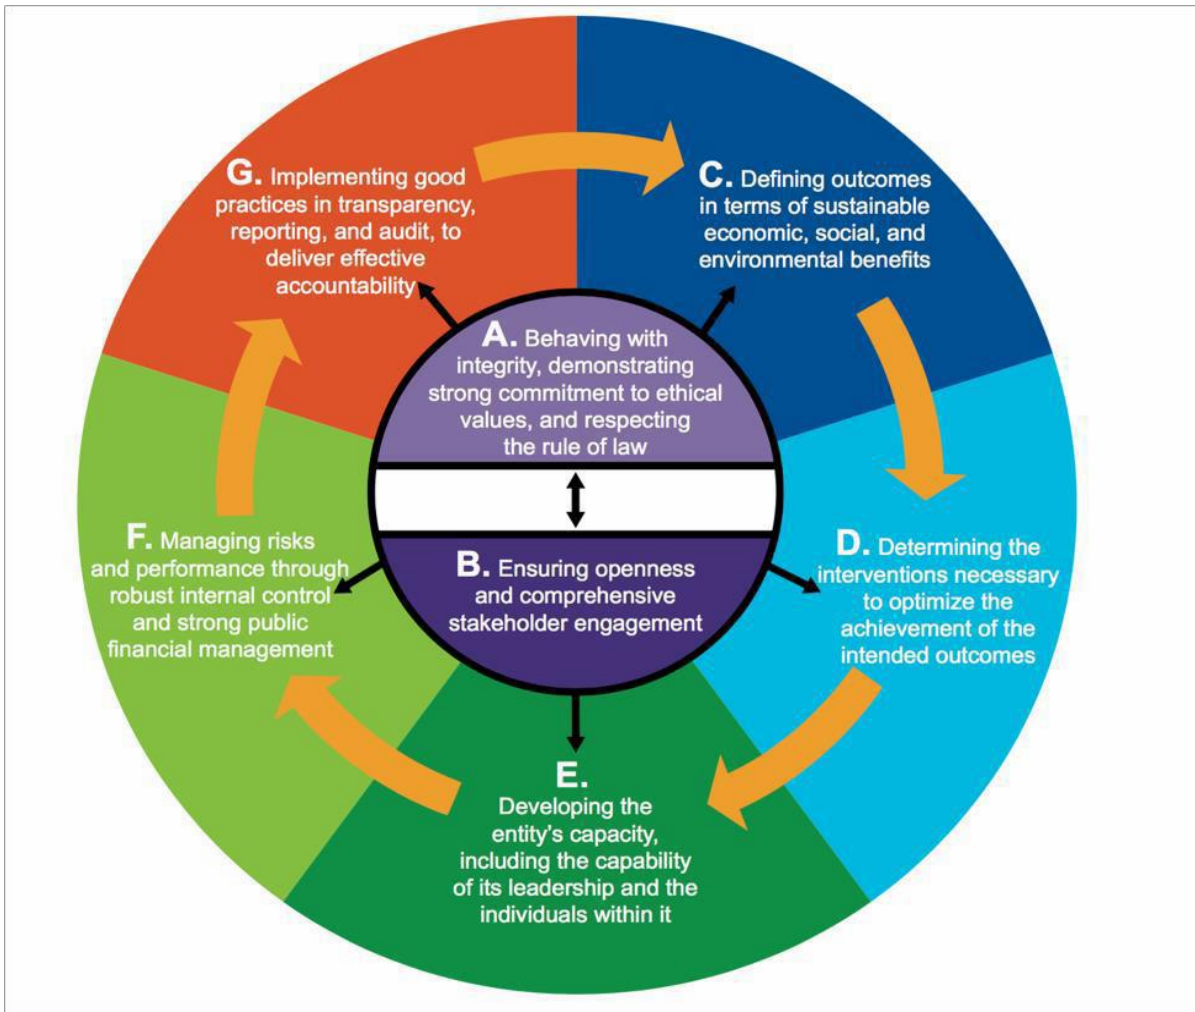 G. Implementing good
practices in transparency,
reporting, and audit, to
deliver effective
accountability
C. Defining outcomes
in terms of sustainable
economic, social, and
environmental benefits
A. Behaving with
integrity, demonstrating
strong commitment to ethical
values, and respecting
the rule of law
F. Managing risks
and performance through
robust internal control
and strong public
financial management
B. Ensuring openness
and comprehensive
stakeholder engagement
D. Determining the
interventions necessary
to optimize the
achievement of the
intended outcomes
E.
Developing the
entity's capacity,
including the capability
of its leadership and the
individuals within it